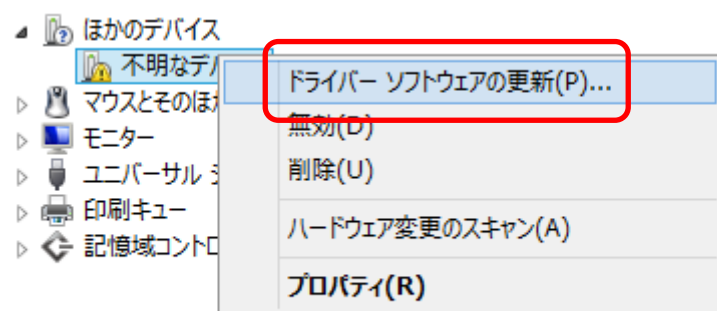 ほかのデバイス
不明なデ
ドライバー ソフトウェアの更新(P)...
マウスとそのほ
無効(D)
モニター
削除(U)
ユニバーサル
印刷キュー
ハードウェア変更のスキャン(A)
記憶域コントロ
プロパティ(R)